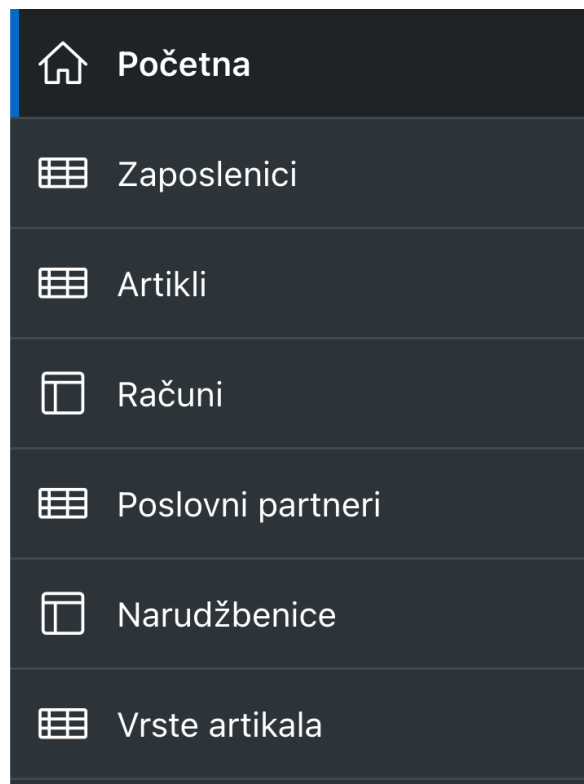 Početna
Zaposlenici
Artikli
Računi
Poslovni partneri
Narudžbenice
Vrste artikala